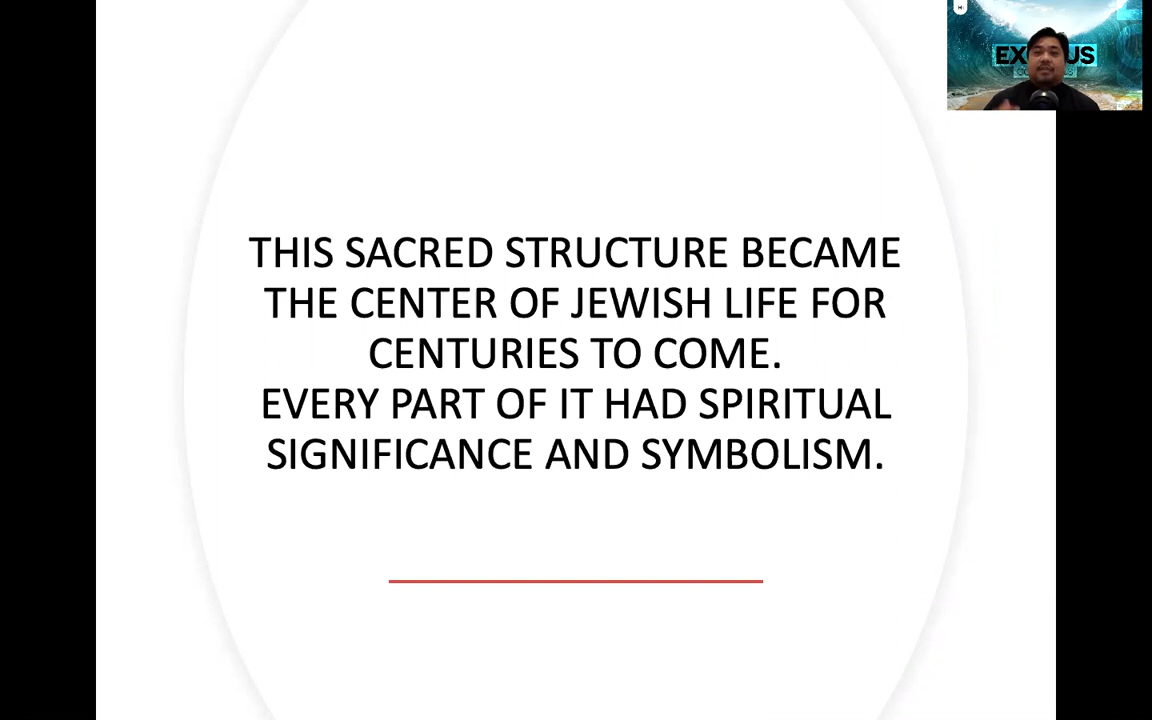 THIS SACRED STRUCTURE BECAME
THE CENTER OF JEWISH LIFE FOR
CENTURIES TO COME.
EVERY PART OF IT HAD SPIRITUAL
SIGNIFICANCE AND SYMBOLISM.